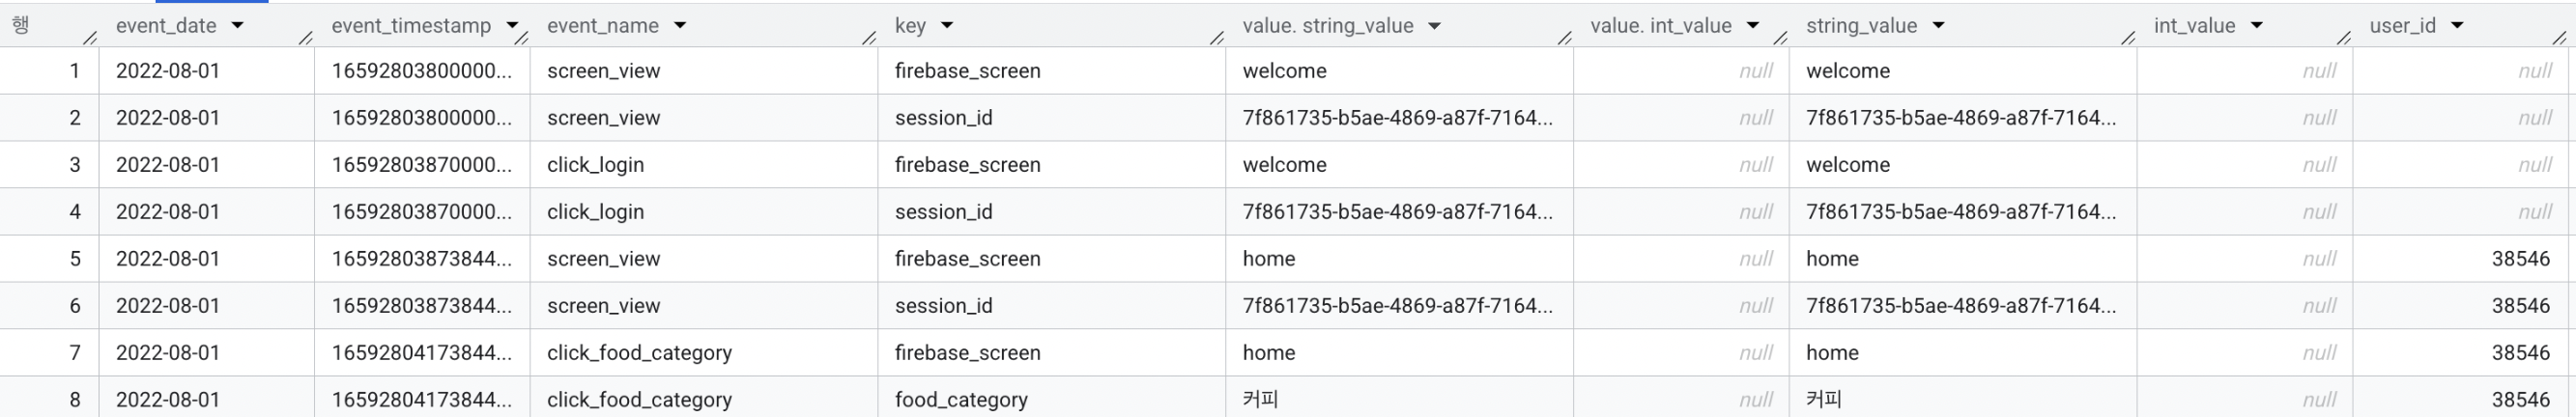 행 event_date event_timestamp event_name key value. string_value value. int_value string_value int_value user_id
1 2022-08-01 16592803800000... screen_view firebase_screen welcome null welcome null null
2 2022-08-01 16592803800000... screen_view session_id 7f861735-b5ae-4869-a87f-7164... null 7f861735-b5ae-4869-a87f-7164... null null
3 2022-08-01 16592803870000... click_login firebase_screen welcome null welcome null null
4 2022-08-01 16592803870000... click_login session_id 7f861735-b5ae-4869-a87f-7164... null 7f861735-b5ae-4869-a87f-7164... null null
5 2022-08-01 16592803873844... screen_view firebase_screen home null home null 38546
6 2022-08-01 16592803873844... screen_view session_id 7f861735-b5ae-4869-a87f-7164... null 7f861735-b5ae-4869-a87f-7164... null 38546
7 2022-08-01 16592804173844... click_food_category firebase_screen home null home null 38546
8 2022-08-01 16592804173844... click_food_category food_category 커피 null 커피 null 38546